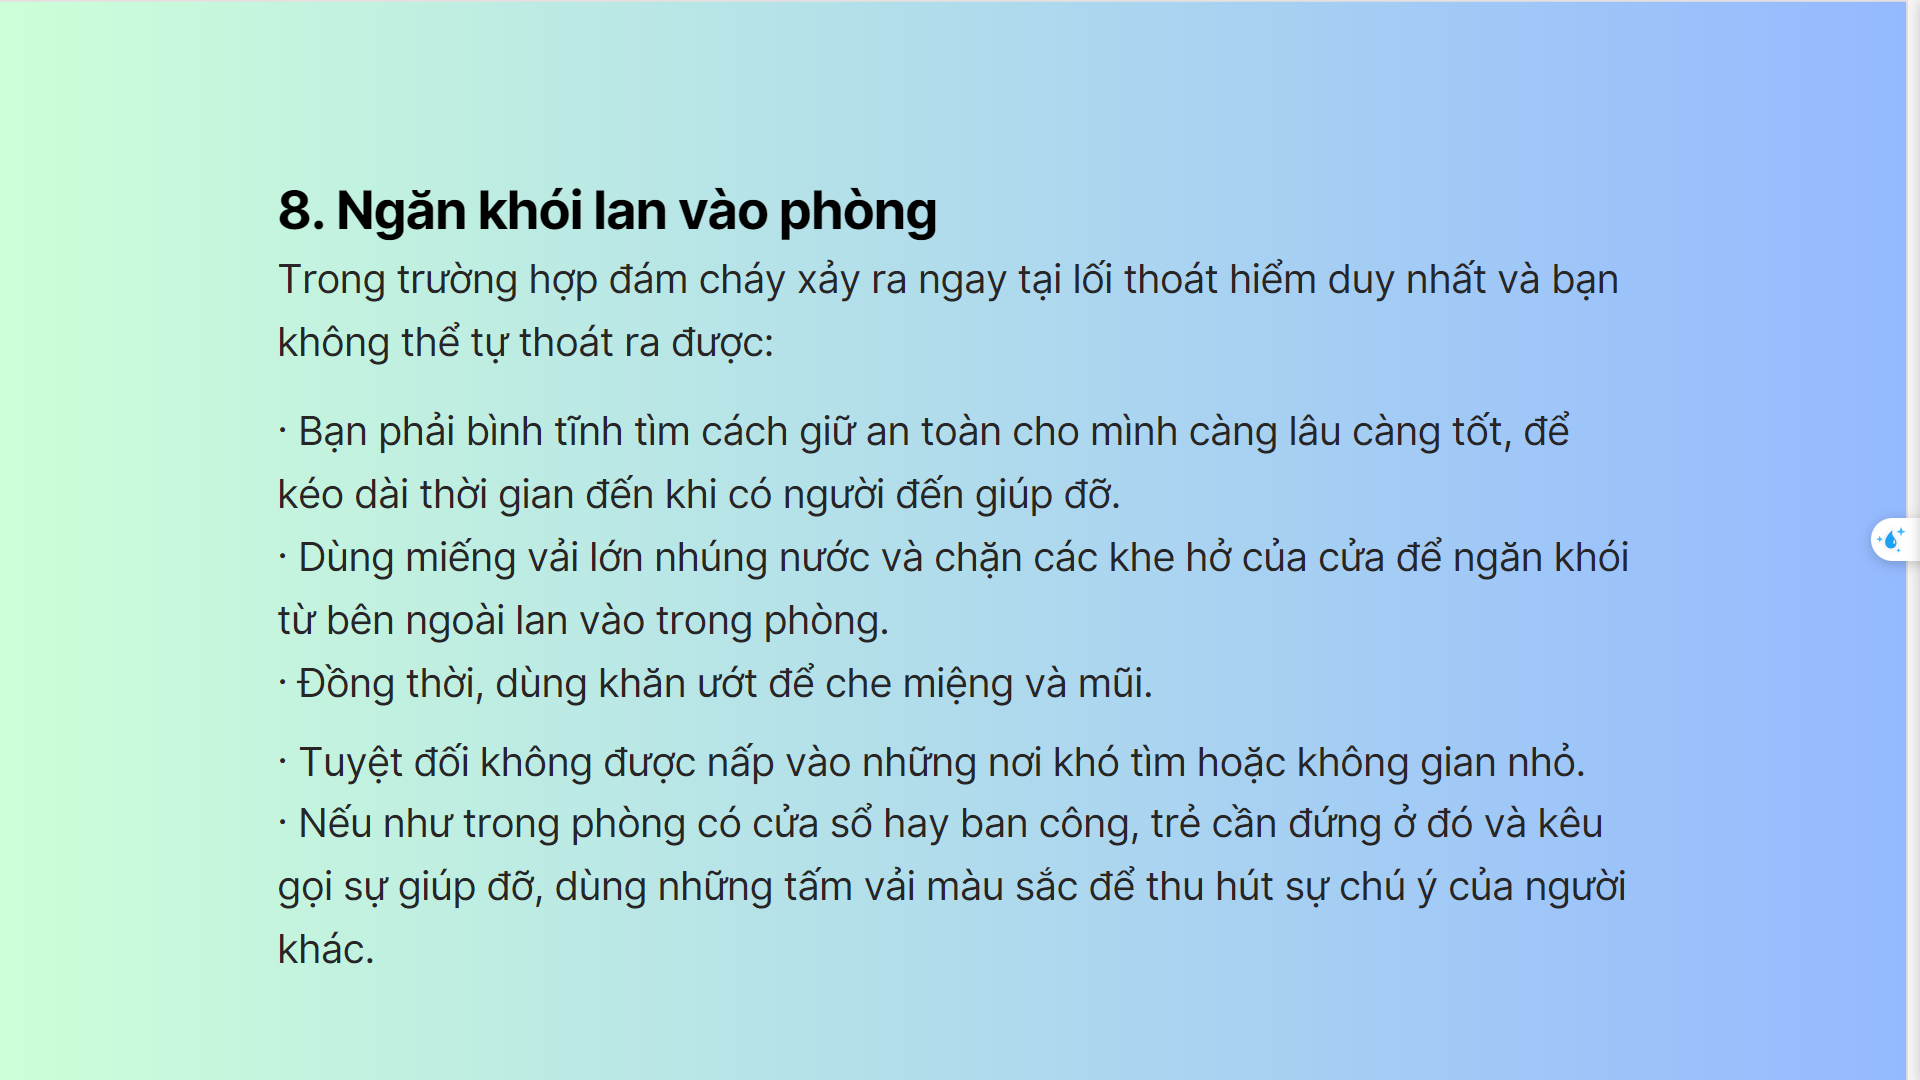 8. Ngăn khói lan vào phòng
Trong trường hợp đám cháy xảy ra ngay tại lối thoát hiểm duy nhất và bạn
không thể tự thoát ra được:
· Bạn phải bình tĩnh tìm cách giữ an toàn cho mình càng lâu càng tốt, để
kéo dài thời gian đến khi có người đến giúp đỡ.
· Dùng miếng vải lớn nhúng nước và chặn các khe hở của cửa để ngăn khói
từ bên ngoài lan vào trong phòng.
· Đồng thời, dùng khăn ướt để che miệng và mũi.
· Tuyệt đối không được nấp vào những nơi khó tìm hoặc không gian nhỏ.
· Nếu như trong phòng có cửa sổ hay ban công, trẻ cần đứng ở đó và kêu
gọi sự giúp đỡ, dùng những tấm vải màu sắc để thu hút sự chú ý của người
khác.